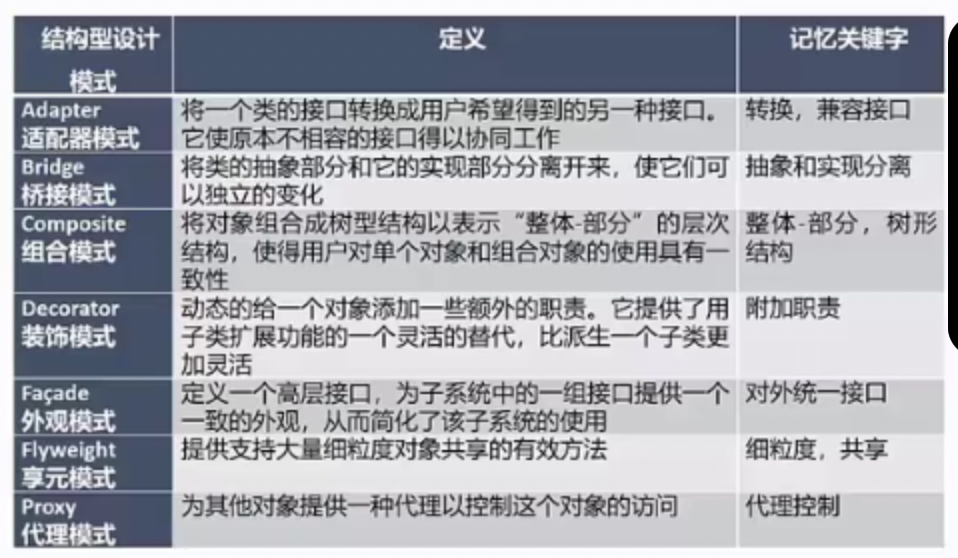 结构型设计
模式
定义
记忆关键字
Adapter
适配器模式
将一个类的接口转换成用户希望得到的另一种接口。
它使原本不相容的接口得以协同工作
转换，兼容接口
Bridge
桥接模式
将类的抽象部分和它的实现部分分离开来，使它们可
以独立的变化
抽象和实现分离
Composite
组合模式
将对象组合成树型结构以表示“整体-部分”的层次
结构，使得用户对单个对象和组合对象的使用具有一
致性
整体-部分，树形
结构
Decorator
装饰模式
动态的给一个对象添加一些额外的职责。它提供了用
子类扩展功能的一个灵活的替代，比派生一个子类更
加灵活
附加职责
Façade
外观模式
定义一个高层接口，为子系统中的一组接口提供一个
一致的外观，从而简化了该子系统的使用
对外统一接口
Flyweight
享元模式
提供支持大量细粒度对象共享的有效方法
细粒度，共享
Proxy
代理模式
为其他对象提供一种代理以控制这个对象的访问
代理控制